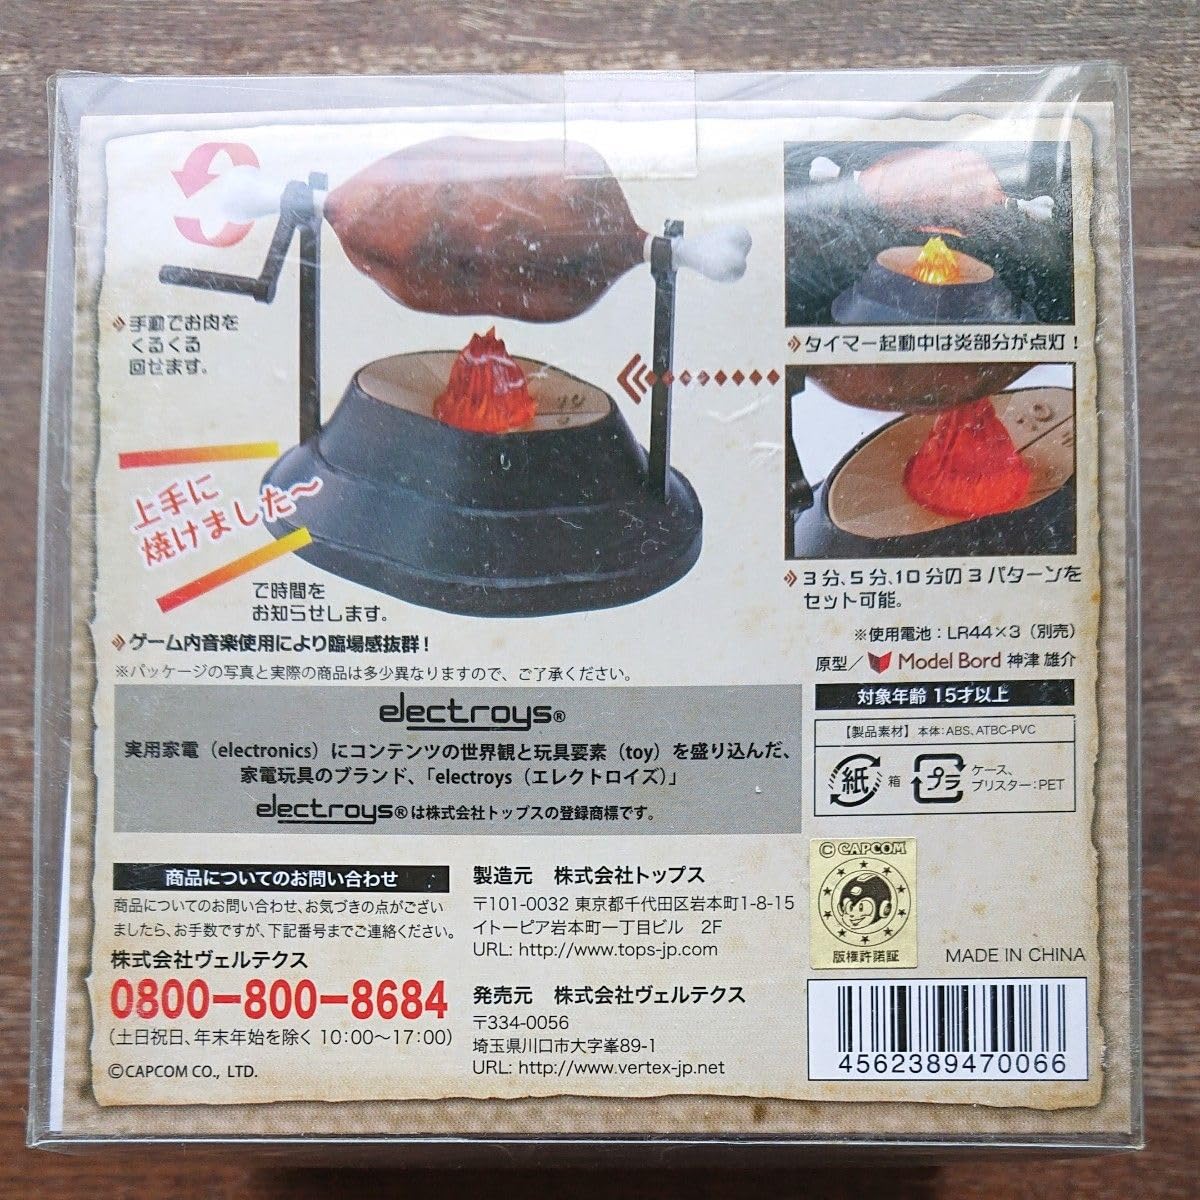 手動でお肉を
くるくる
回せます。
タイマー起動中は炎部分が点灯!
上手に
焼けました〜
で時間を
お知らせします。
ゲーム内音楽使用により臨場感抜群!
※パッケージの写真と実際の商品は多少異なりますので、ご了承ください。
10
10
3分、5分、10分の3パターンを
セット可能。
※使用電池:LR44×3(別売)
原型/ Model Bord 神津 雄介
対象年齢 15才以上
【製品素材】本体:ABS、ATBC-PVC
紙 箱
プラ ケース、
ブリスター:PET
electroys®
実用家電(electronics)にコンテンツの世界観と玩具要素(toy)を盛り込んだ、
家電玩具のブランド、「electroys(エレクトロイズ)」
electroys®は株式会社トップスの登録商標です。
商品についてのお問い合わせ
商品についてのお問い合わせ、お気づきの点がござい
ましたら、お手数ですが、下記番号までご連絡ください。
株式会社ヴェルテクス
0800-800-8684
(土日祝日、年末年始を除く 10:00〜17:00)
©CAPCOM CO., LTD.
製造元 株式会社トップス
〒101-0032 東京都千代田区岩本町1-8-15
イトーピア岩本町一丁目ビル 2F
URL: http://www.tops-jp.com
発売元 株式会社ヴェルテクス
〒334-0056
埼玉県川口市大字峯89-1
URL: http://www.vertex-jp.net
© CAPCOM
版権許諾証
MADE IN CHINA
4562389470066